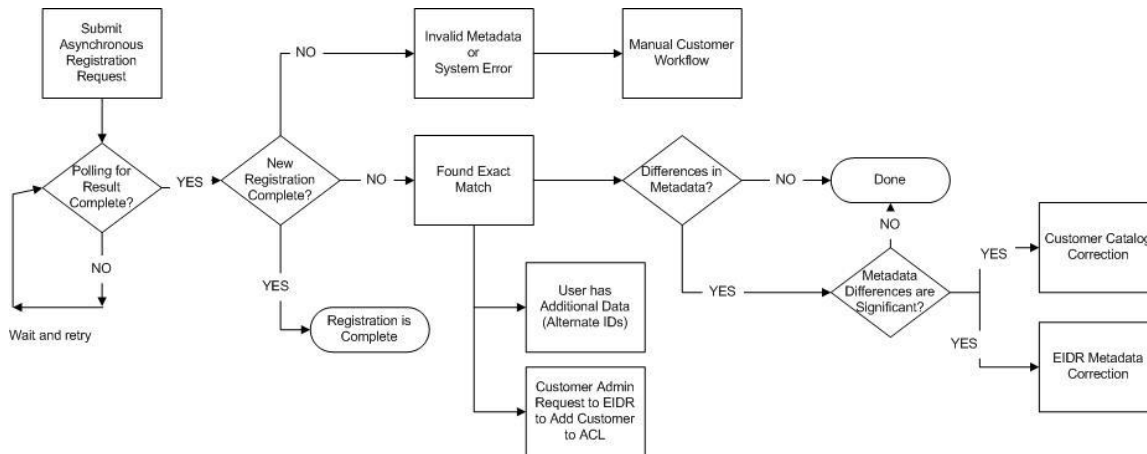 Submit
Asynchronous
Registration
Request
Polling for
Result
Complete?
NO
Wait and retry
YES
New
Registration
Complete?
NO
Invalid Metadata
or
System Error
Manual Customer
Workflow
YES
Registration is
Complete
NO
Found Exact
Match
User has
Additional Data
(Alternate IDs)
Customer Admin
Request to EIDR
to Add Customer
to ACL
Differences in
Metadata?
NO
Done
YES
Metadata
Differences are
Significant?
NO
YES
Customer Catalog
Correction
YES
EIDR Metadata
Correction